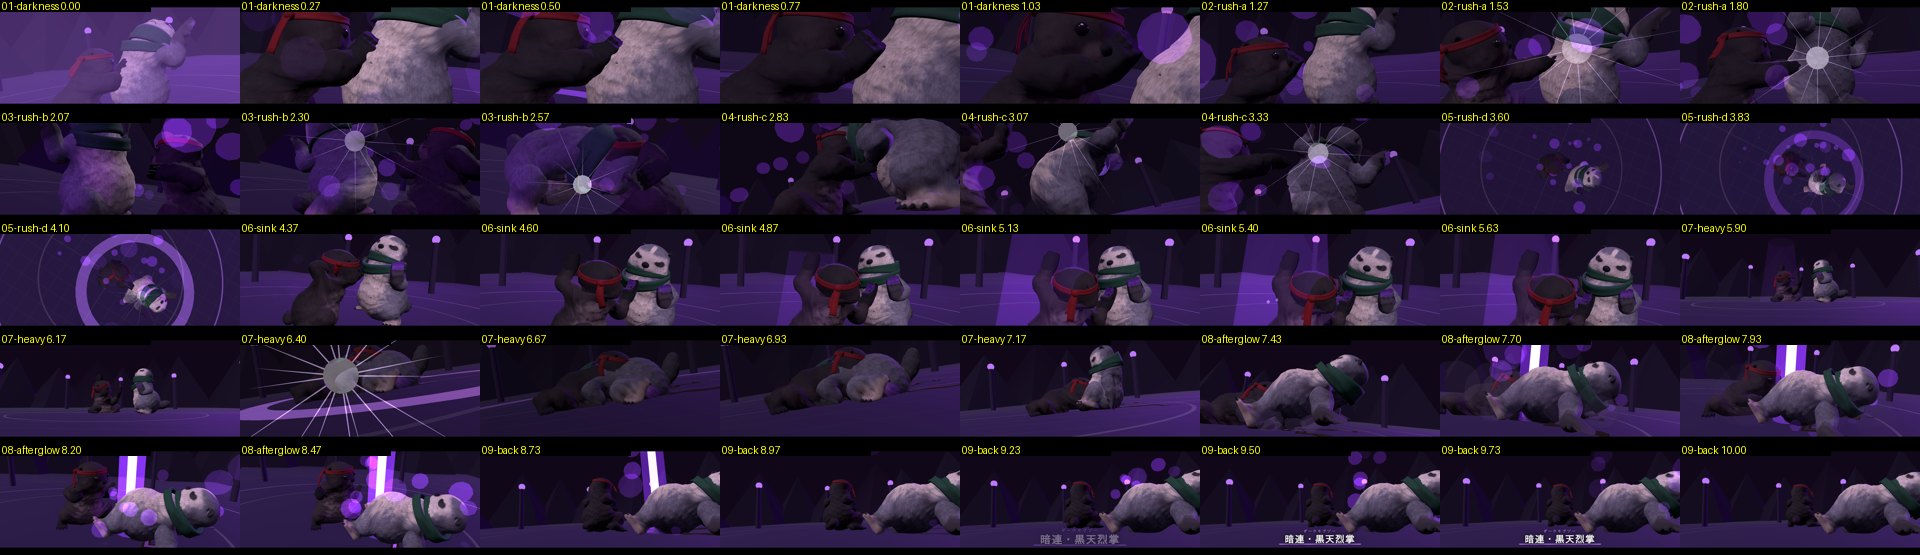 01-darkness 0.00
01-darkness 0.27
01-darkness 0.50
01-darkness 0.77
01-darkness 1.03
02-rush-a 1.27
02-rush-a 1.53
02-rush-a 1.80
03-rush-b 2.07
03-rush-b 2.30
03-rush-b 2.57
04-rush-c 2.83
04-rush-c 3.07
04-rush-c 3.33
05-rush-d 3.60
05-rush-d 3.83
05-rush-d 4.10
06-sink 4.37
06-sink 4.60
06-sink 4.87
06-sink 5.13
06-sink 5.40
06-sink 5.63
07-heavy 5.90
07-heavy 6.17
07-heavy 6.40
07-heavy 6.67
07-heavy 6.93
07-heavy 7.17
08-afterglow 7.43
08-afterglow 7.70
08-afterglow 7.93
08-afterglow 8.20
08-afterglow 8.47
09-back 8.73
09-back 8.97
09-back 9.23
09-back 9.50
09-back 9.73
09-back 10.00
暗連・黒天烈掌
暗連・黒天烈掌
暗連・黒天烈掌